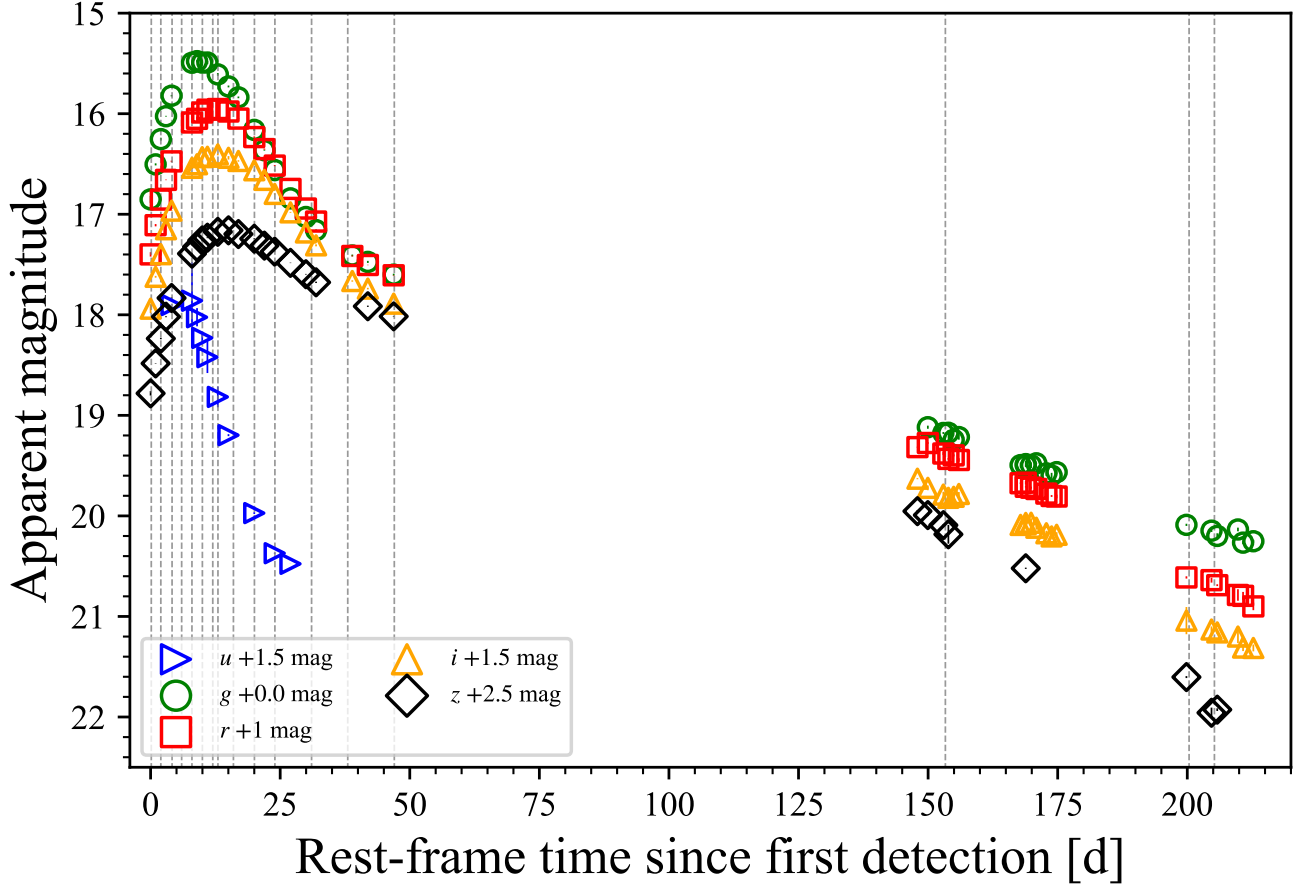 15
16
17
18
19
20
21
22
Apparent magnitude
u +1.5 mag
g +0.0 mag
r +1 mag
i +1.5 mag
z +2.5 mag
0 25 50 75 100 125 150 175 200
Rest-frame time since first detection [d]